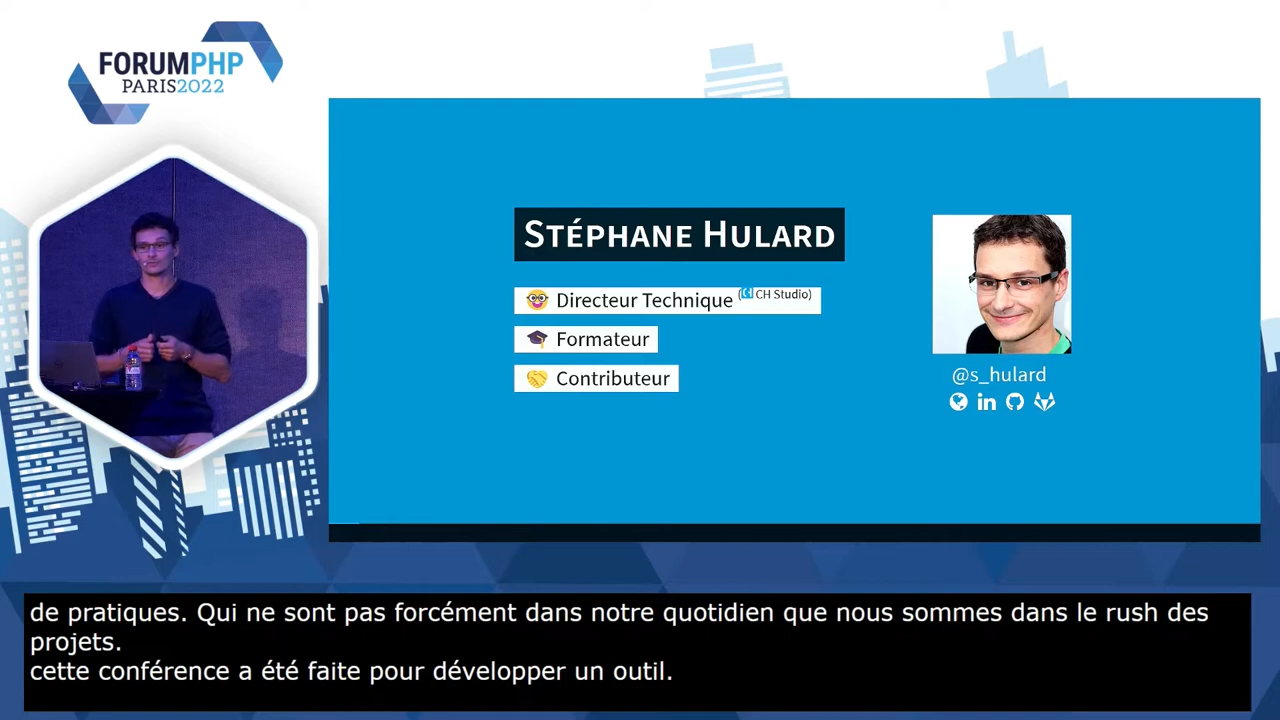 FORUMPHP
PARIS2022
STÉPHANE HULARD
Directeur Technique (CH Studio)
Formateur
Contributeur
@s_hulard
de pratiques. Qui ne sont pas forcément dans notre quotidien que nous sommes dans le rush des
projets.
cette conférence a été faite pour développer un outil.